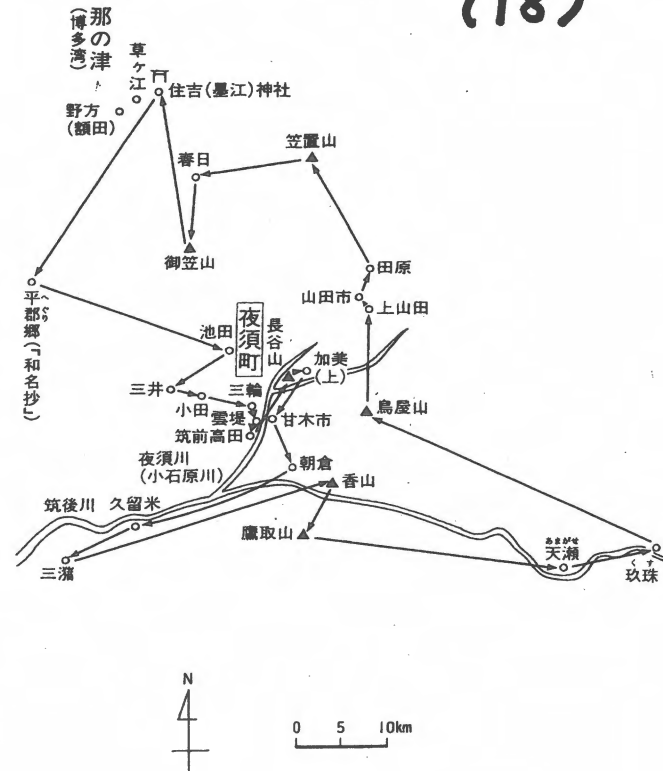 (18)
那の津
(博多湾)
草ヶ江
住吉(墨江)神社
野方
(額田)
笠置山
春日
御笠山
田原
山田市
上山田
平郡郷(『和名抄』)
へぐり
池田
夜須町
長谷山
加美
(上)
三井
小田
三輪
雲堤
筑前高田
甘木市
鳥屋山
夜須川
(小石原川)
朝倉
香山
筑後川
久留米
鷹取山
三瀦
あまがせ
天瀬
玖珠
くす
N
0 5 10km